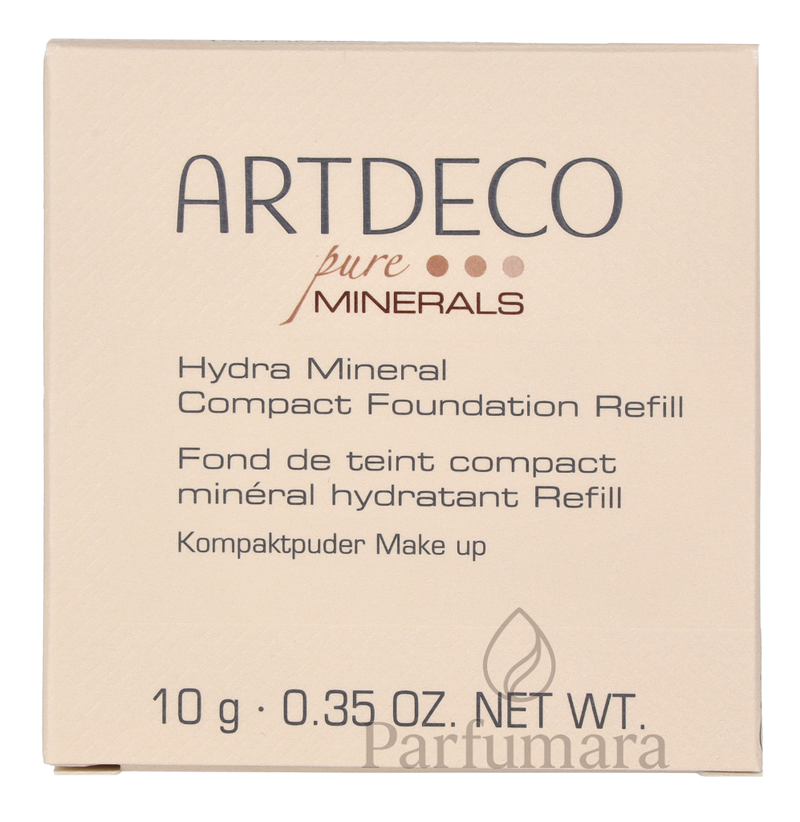 ARTDECO
pure
MINERALS
Hydra Mineral
Compact Foundation Refill
Fond de teint compact
minéral hydratant Refill
Kompaktpuder Make up
10 g · 0.35 OZ. NET WT.
Parfumara